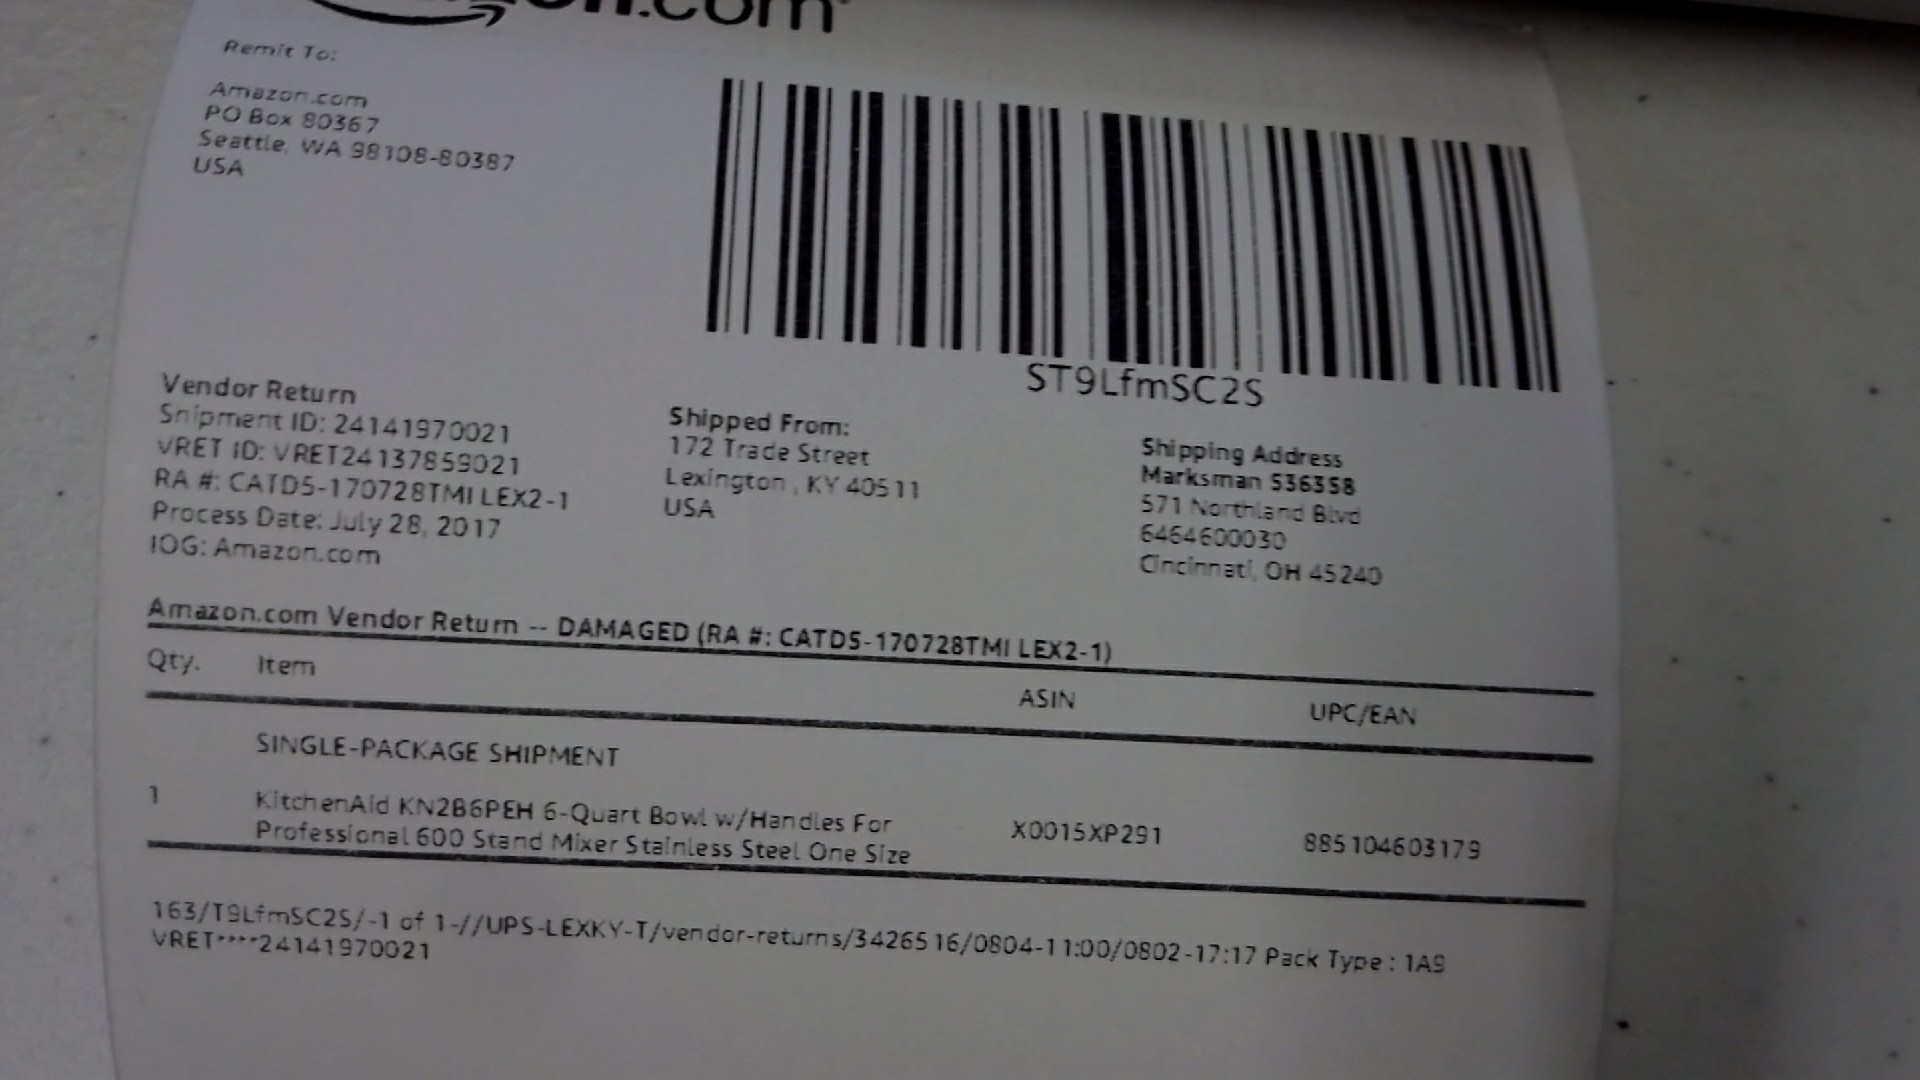 .com
Remit To:
Amazon.com
PO Box 80367
Seattle, WA 98108-80387
USA
ST9LfmSC2S
Vendor Return
Shipment ID: 24141970021
VRET ID: VRET24137859021
RA #: CATD5-170728TMI LEX2-1
Process Date: July 28, 2017
IOG: Amazon.com
Shipped From:
172 Trade Street
Lexington , KY 40511
USA
Shipping Address
Marksman 536358
571 Northland Blvd
6464600030
Cincinnati, OH 45240
Amazon.com Vendor Return -- DAMAGED (RA #: CATD5-170728TMI LEX2-1)
Qty. Item ASIN UPC/EAN
SINGLE-PACKAGE SHIPMENT
1 KitchenAid KN2B6PEH 6-Quart Bowl w/Handles For X0015XP291 885104603179
Professional 600 Stand Mixer Stainless Steel One Size
163/T9LfmSC2S/-1 of 1-//UPS-LEXKY-T/vendor-returns/3426516/0804-11:00/0802-17:17 Pack Type : 1A9
VRET****24141970021